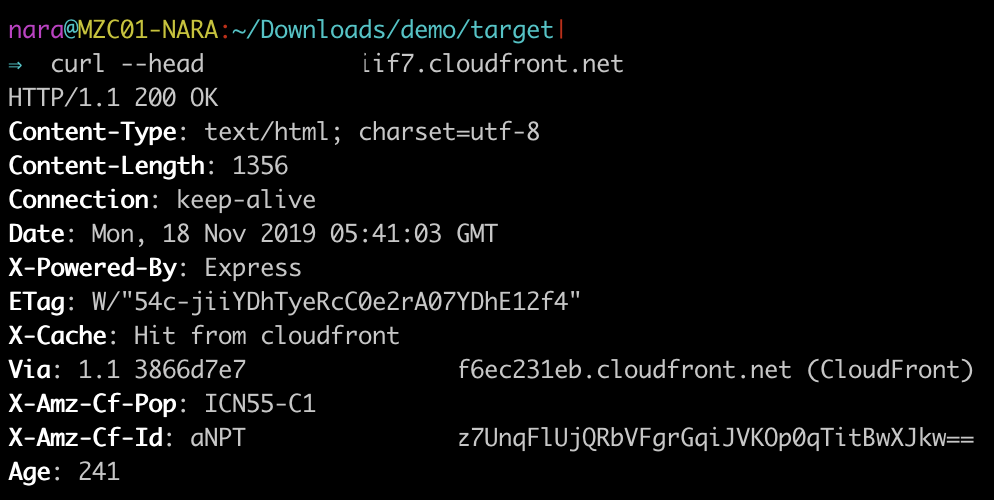 nara@MZC01-NARA:~/Downloads/demo/target|
⇒ curl --head iif7.cloudfront.net
HTTP/1.1 200 OK
Content-Type: text/html; charset=utf-8
Content-Length: 1356
Connection: keep-alive
Date: Mon, 18 Nov 2019 05:41:03 GMT
X-Powered-By: Express
ETag: W/"54c-jiiYDhTyeRcC0e2rA07YDhE12f4"
X-Cache: Hit from cloudfront
Via: 1.1 3866d7e7 f6ec231eb.cloudfront.net (CloudFront)
X-Amz-Cf-Pop: ICN55-C1
X-Amz-Cf-Id: aNPT z7UnqFlUjQRbVFgrGqiJVKOp0qTitBwXJkw==
Age: 241